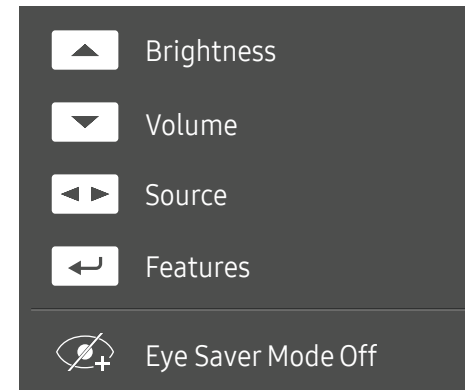 Brightness
Volume
Source
Features
Eye Saver Mode Off